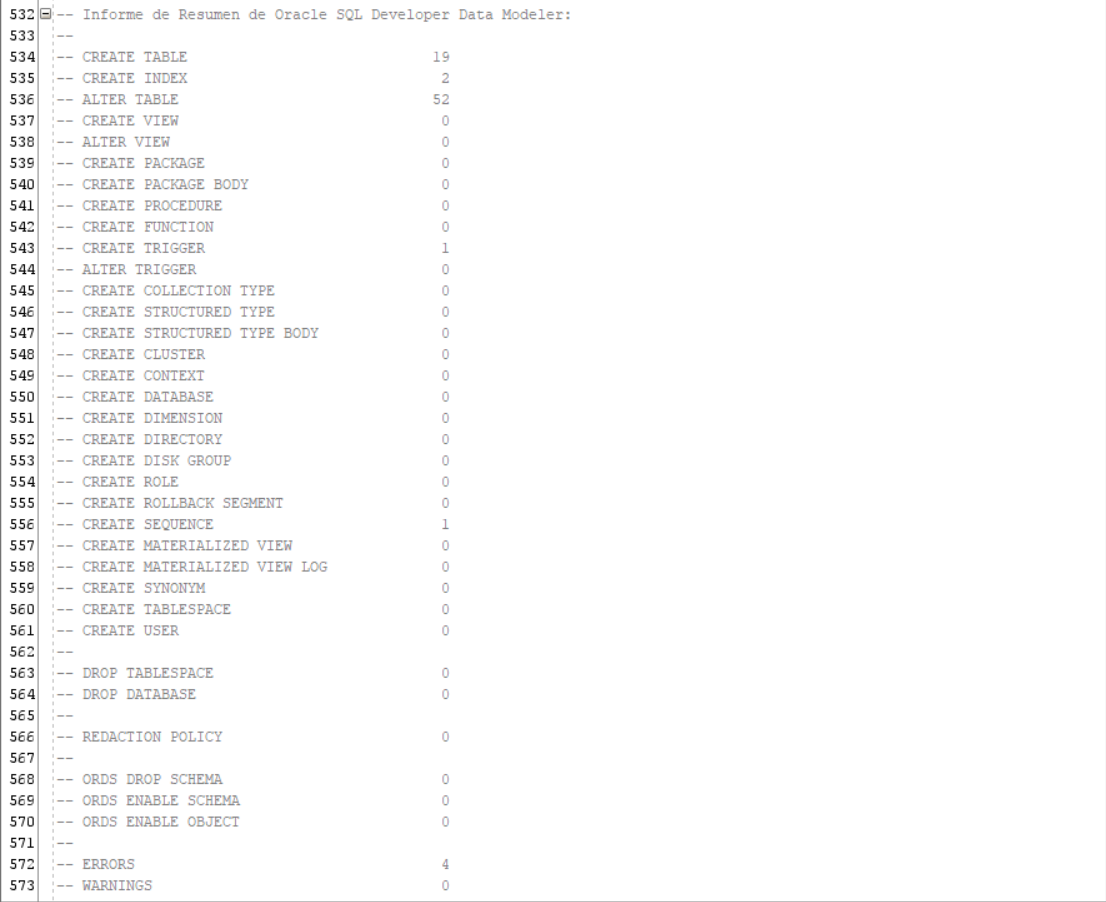 532 -- Informe de Resumen de Oracle SQL Developer Data Modeler:
533 --
534 -- CREATE TABLE 19
535 -- CREATE INDEX 2
536 -- ALTER TABLE 52
537 -- CREATE VIEW 0
538 -- ALTER VIEW 0
539 -- CREATE PACKAGE 0
540 -- CREATE PACKAGE BODY 0
541 -- CREATE PROCEDURE 0
542 -- CREATE FUNCTION 0
543 -- CREATE TRIGGER 1
544 -- ALTER TRIGGER 0
545 -- CREATE COLLECTION TYPE 0
546 -- CREATE STRUCTURED TYPE 0
547 -- CREATE STRUCTURED TYPE BODY 0
548 -- CREATE CLUSTER 0
549 -- CREATE CONTEXT 0
550 -- CREATE DATABASE 0
551 -- CREATE DIMENSION 0
552 -- CREATE DIRECTORY 0
553 -- CREATE DISK GROUP 0
554 -- CREATE ROLE 0
555 -- CREATE ROLLBACK SEGMENT 0
556 -- CREATE SEQUENCE 1
557 -- CREATE MATERIALIZED VIEW 0
558 -- CREATE MATERIALIZED VIEW LOG 0
559 -- CREATE SYNONYM 0
560 -- CREATE TABLESPACE 0
561 -- CREATE USER 0
562 --
563 -- DROP TABLESPACE 0
564 -- DROP DATABASE 0
565 --
566 -- REDACTION POLICY 0
567 --
568 -- ORDS DROP SCHEMA 0
569 -- ORDS ENABLE SCHEMA 0
570 -- ORDS ENABLE OBJECT 0
571 --
572 -- ERRORS 4
573 -- WARNINGS 0